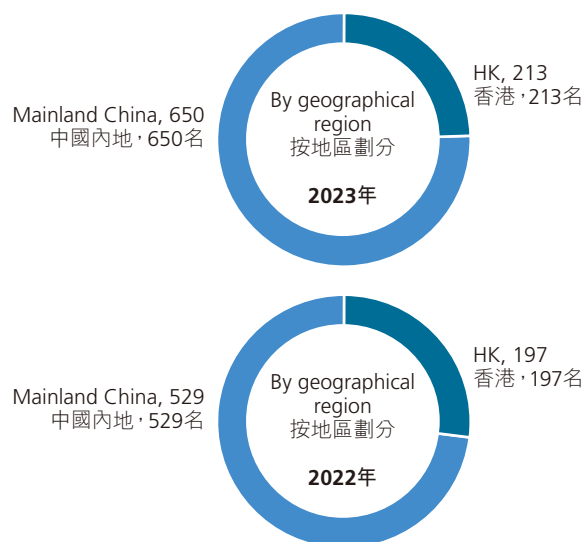 HK, 213
香港，213名
Mainland China, 650
中國內地，650名
By geographical
region
按地區劃分
2023年
HK, 197
香港，197名
Mainland China, 529
中國內地，529名
By geographical
region
按地區劃分
2022年